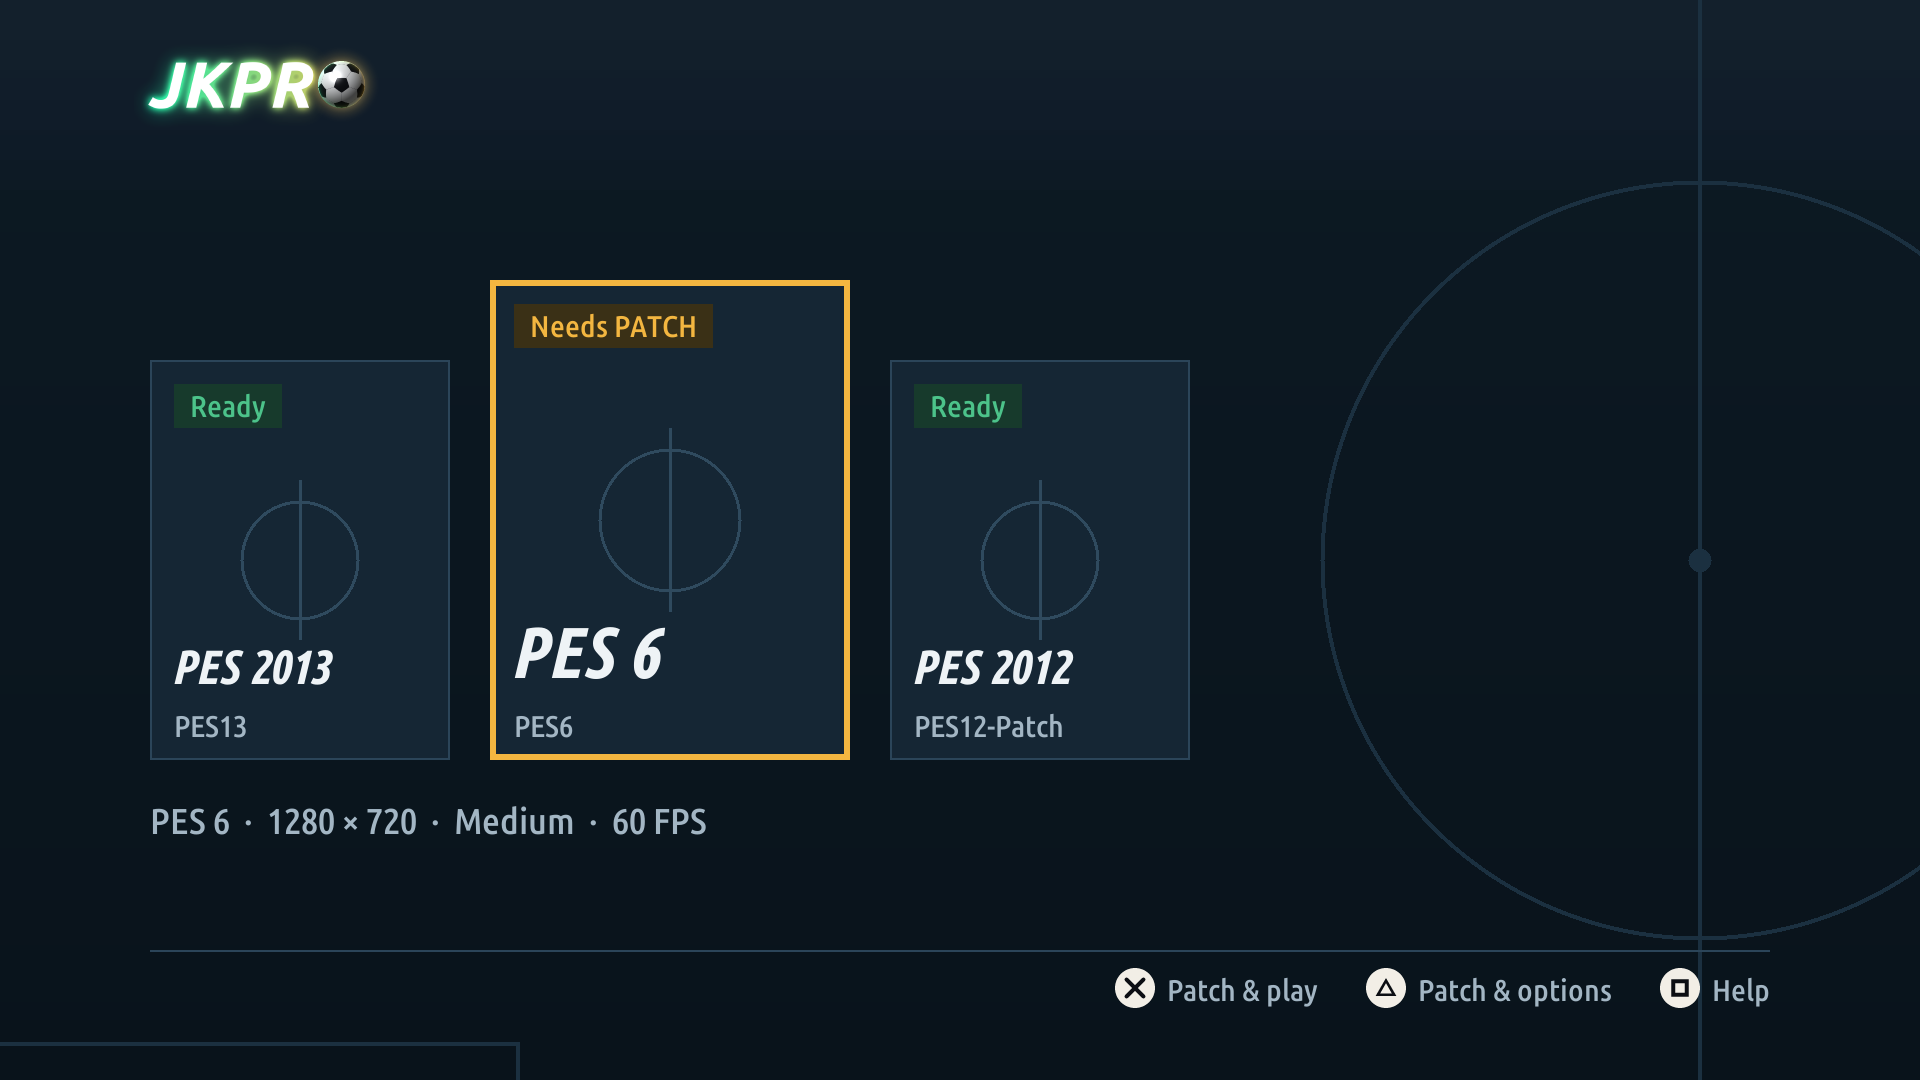 JKPRO
Needs PATCH
Ready
Ready
PES 2013
PES 6
PES 2012
PES13
PES6
PES12-Patch
PES 6 · 1280 × 720 · Medium · 60 FPS
Patch & play
Patch & options
Help